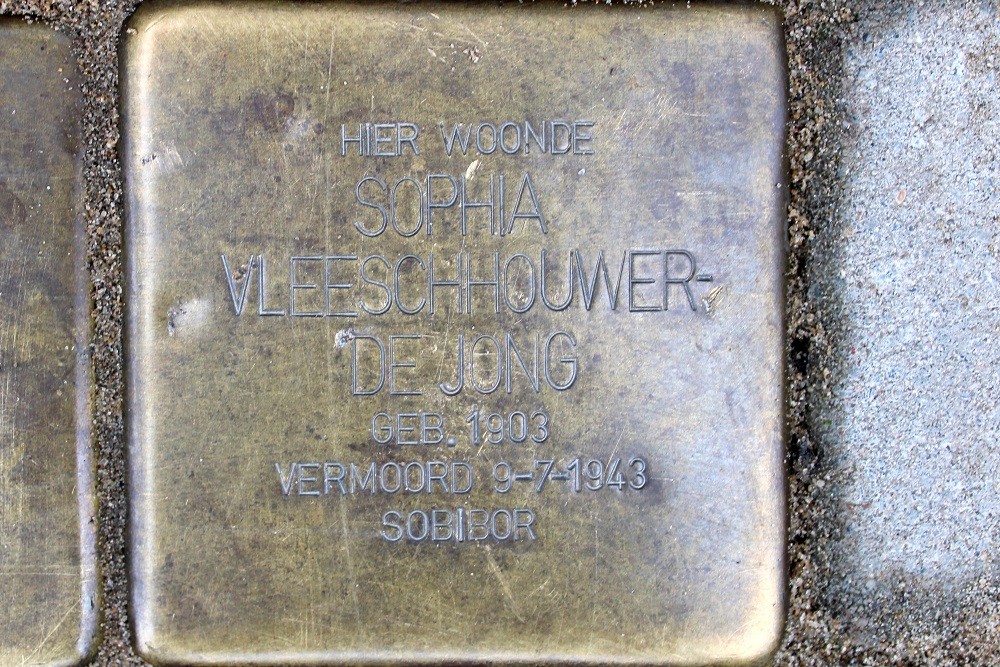 HIER WOONDE
SOPHIA
VLEESCHHOUWER-
DE JONG
GEB. 1903
VERMOORD 9-7-1943
SOBIBOR